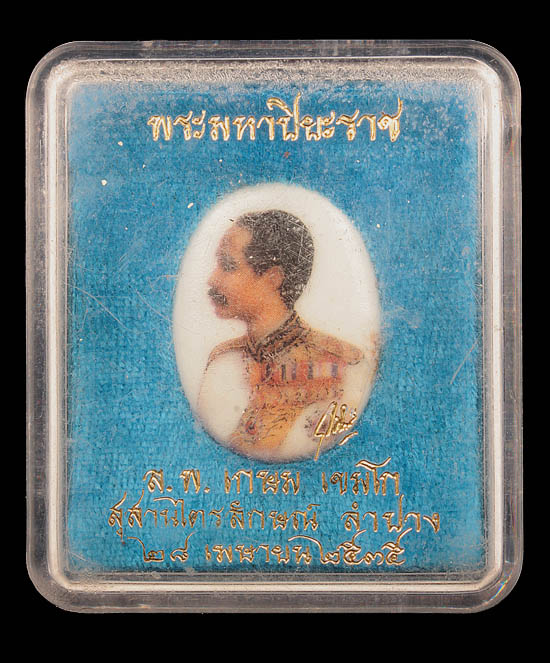 พระมหาปิยะราช
ล.พ. เกษม เขมโก
สุสานไตรลักษณ์ ลำปาง
๒๘ เมษายน ๒๕๓๕